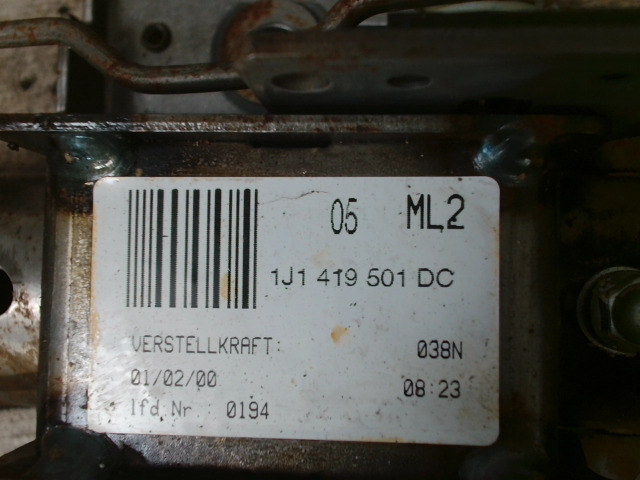 05 ML2
1J1 419 501 DC
VERSTELLKRAFT: 038N
01/02/00 08:23
lfd.Nr.: 0194